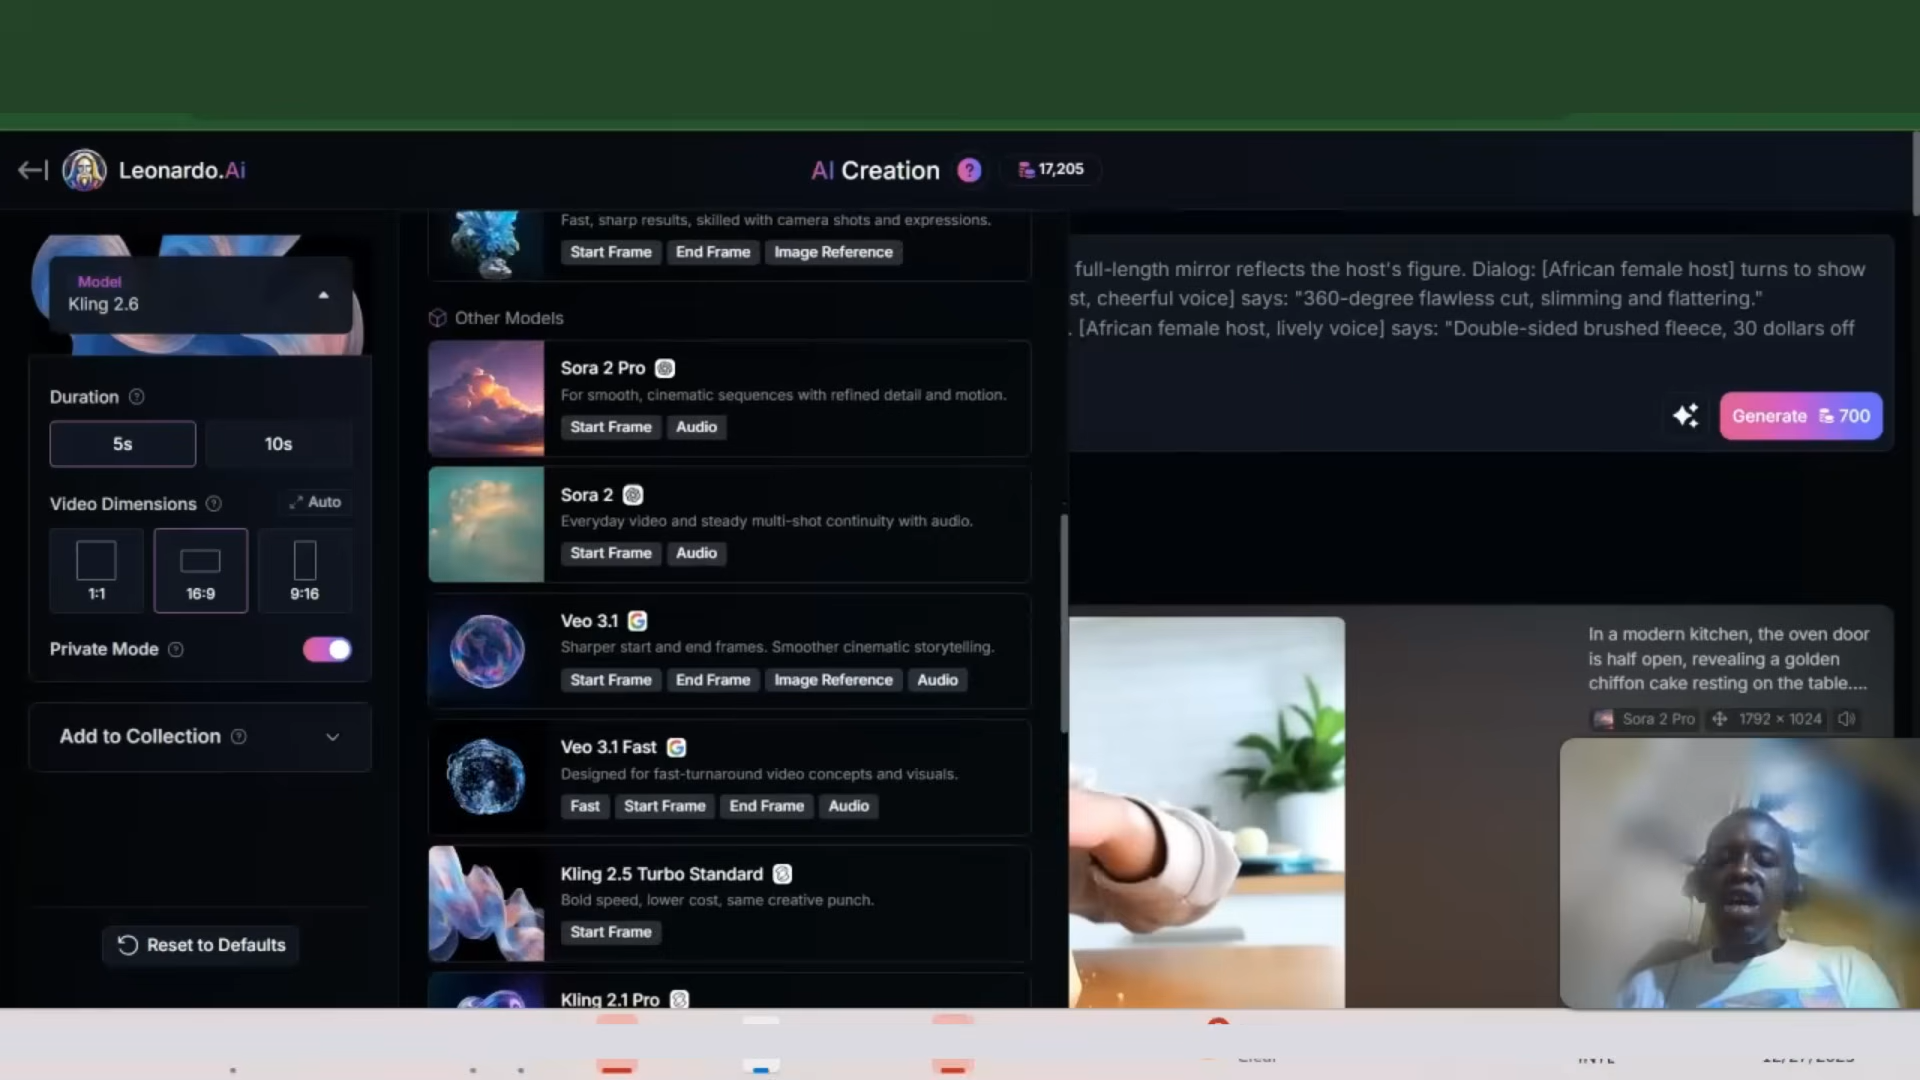 Leonardo.Ai
AI Creation ? 17,205
Model
Kling 2.6
Duration ?
5s 10s
Video Dimensions ? Auto
1:1 16:9 9:16
Private Mode ?
Add to Collection ?
Reset to Defaults
Fast, sharp results, skilled with camera shots and expressions.
Start Frame End Frame Image Reference
Other Models
Sora 2 Pro
For smooth, cinematic sequences with refined detail and motion.
Start Frame Audio
Sora 2
Everyday video and steady multi-shot continuity with audio.
Start Frame Audio
Veo 3.1 G
Sharper start and end frames. Smoother cinematic storytelling.
Start Frame End Frame Image Reference Audio
Veo 3.1 Fast G
Designed for fast-turnaround video concepts and visuals.
Fast Start Frame End Frame Audio
Kling 2.5 Turbo Standard
Bold speed, lower cost, same creative punch.
Start Frame
Kling 2.1 Pro
full-length mirror reflects the host's figure. Dialog: [African female host] turns to show
st, cheerful voice] says: "360-degree flawless cut, slimming and flattering."
. [African female host, lively voice] says: "Double-sided brushed fleece, 30 dollars off
Generate 700
In a modern kitchen, the oven door
is half open, revealing a golden
chiffon cake resting on the table....
Sora 2 Pro 1792 × 1024